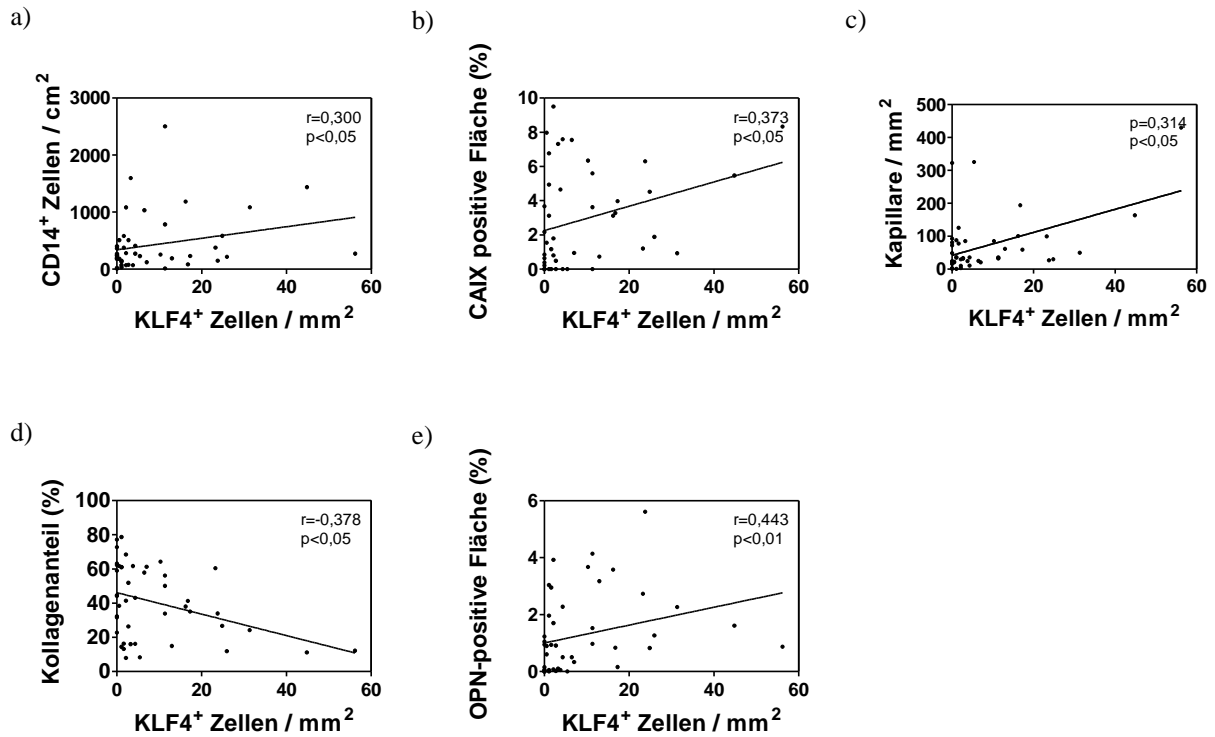 a)
CD14⁺ Zellen / cm²
3000
2000
1000
0
0 20 40 60
r=0,300
p<0,05
KLF4⁺ Zellen / mm²
b)
CAIX positive Fläche (%)
10
8
6
4
2
0
0 20 40 60
r=0,373
p<0,05
KLF4⁺ Zellen / mm²
c)
Kapillare / mm²
500
400
300
200
100
0
0 20 40 60
p=0,314
p<0,05
KLF4⁺ Zellen / mm²
d)
Kollagenanteil (%)
100
80
60
40
20
0
0 20 40 60
r=-0,378
p<0,05
KLF4⁺ Zellen / mm²
e)
OPN-positive Fläche (%)
6
4
2
0
0 20 40 60
r=0,443
p<0,01
KLF4⁺ Zellen / mm²